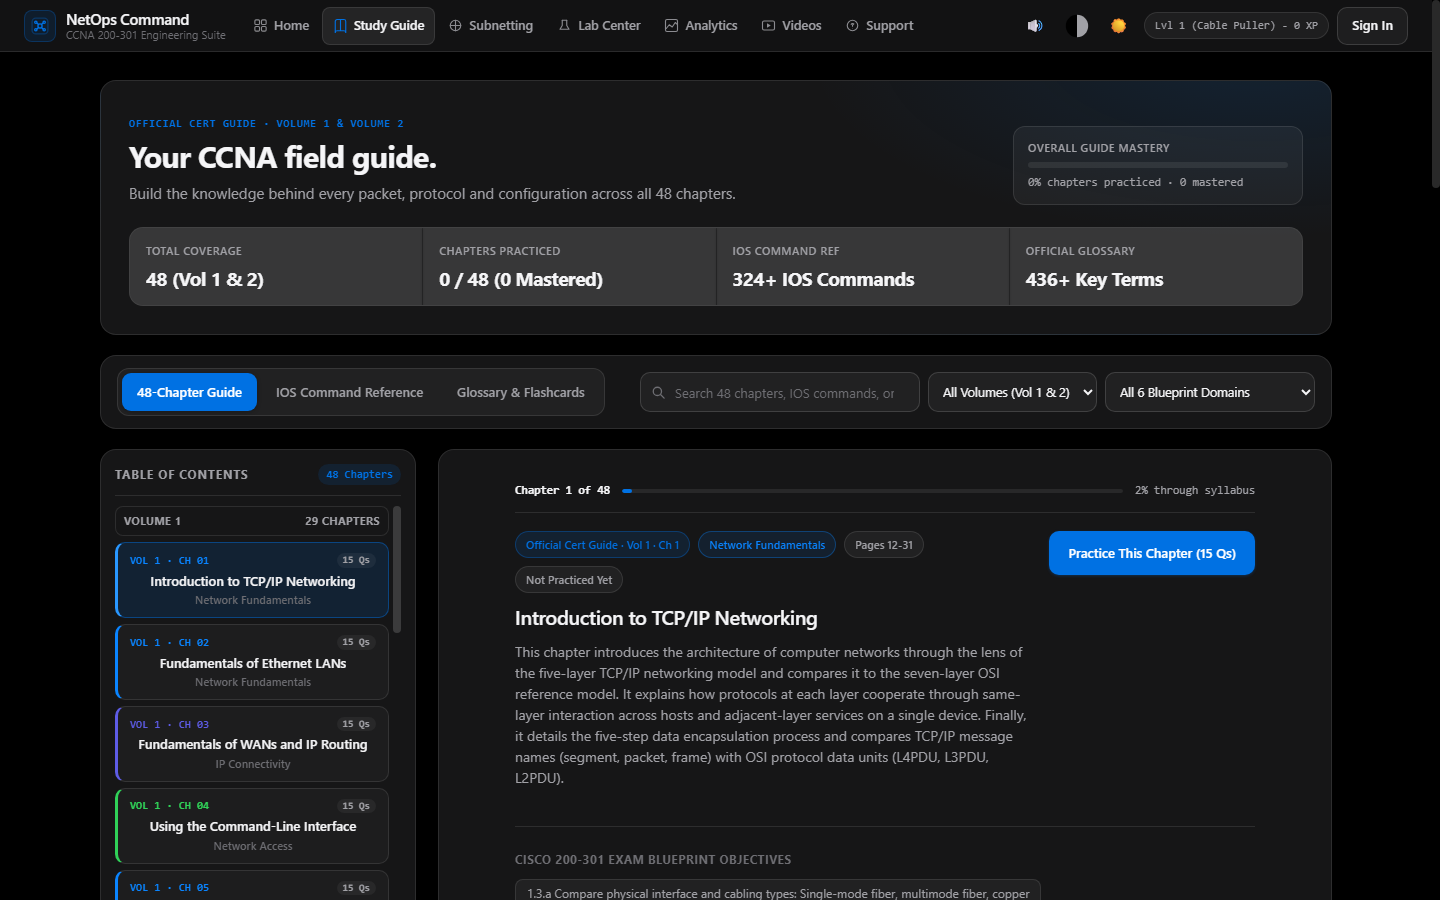 NetOps Command
CCNA 200-301 Engineering Suite
Home
Study Guide
Subnetting
Lab Center
Analytics
Videos
Support
Lvl 1 (Cable Puller) - 0 XP
Sign In
OFFICIAL CERT GUIDE · VOLUME 1 & VOLUME 2
Your CCNA field guide.
Build the knowledge behind every packet, protocol and configuration across all 48 chapters.
OVERALL GUIDE MASTERY
0% chapters practiced · 0 mastered
TOTAL COVERAGE
48 (Vol 1 & 2)
CHAPTERS PRACTICED
0 / 48 (0 Mastered)
IOS COMMAND REF
324+ IOS Commands
OFFICIAL GLOSSARY
436+ Key Terms
48-Chapter Guide
IOS Command Reference
Glossary & Flashcards
Search 48 chapters, IOS commands, or
All Volumes (Vol 1 & 2)
All 6 Blueprint Domains
TABLE OF CONTENTS
48 Chapters
VOLUME 1
29 CHAPTERS
VOL 1 · CH 01
15 Qs
Introduction to TCP/IP Networking
Network Fundamentals
VOL 1 · CH 02
15 Qs
Fundamentals of Ethernet LANs
Network Fundamentals
VOL 1 · CH 03
15 Qs
Fundamentals of WANs and IP Routing
IP Connectivity
VOL 1 · CH 04
15 Qs
Using the Command-Line Interface
Network Access
VOL 1 · CH 05
15 Qs
Chapter 1 of 48
2% through syllabus
Official Cert Guide · Vol 1 · Ch 1
Network Fundamentals
Pages 12-31
Not Practiced Yet
Practice This Chapter (15 Qs)
Introduction to TCP/IP Networking
This chapter introduces the architecture of computer networks through the lens of
the five-layer TCP/IP networking model and compares it to the seven-layer OSI
reference model. It explains how protocols at each layer cooperate through same-
layer interaction across hosts and adjacent-layer services on a single device. Finally,
it details the five-step data encapsulation process and compares TCP/IP message
names (segment, packet, frame) with OSI protocol data units (L4PDU, L3PDU,
L2PDU).
CISCO 200-301 EXAM BLUEPRINT OBJECTIVES
1.3.a Compare physical interface and cabling types: Single-mode fiber, multimode fiber, copper